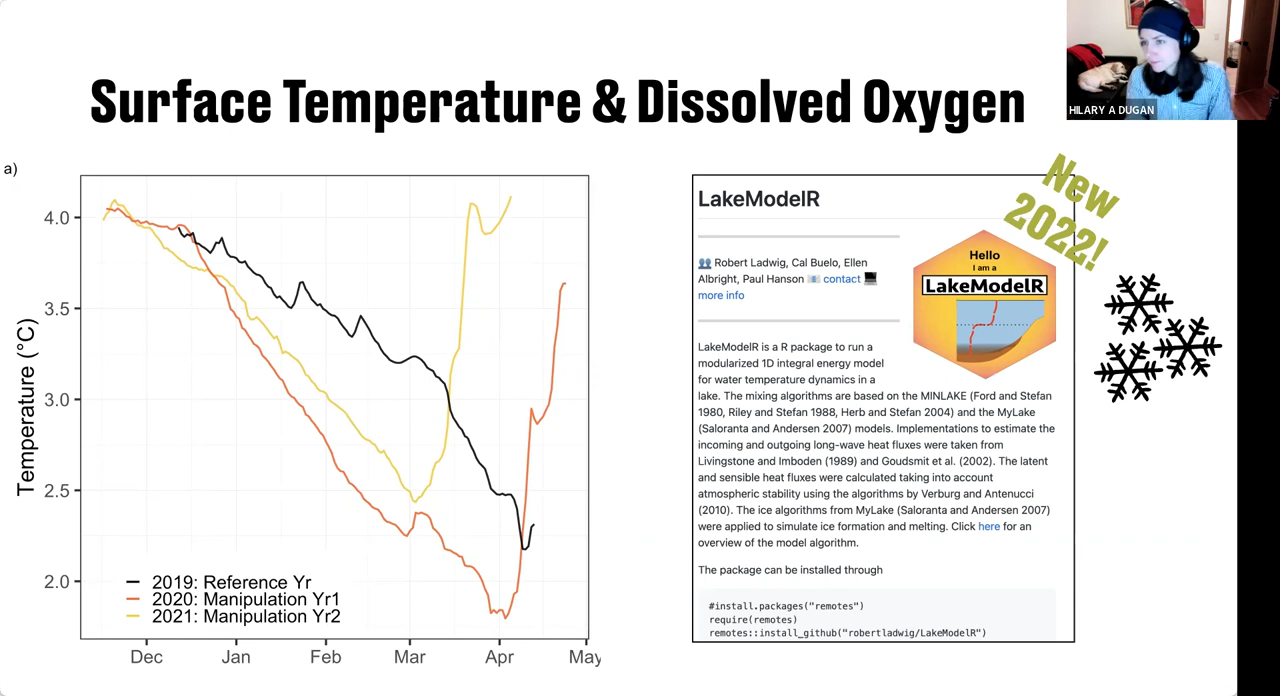 Surface Temperature & Dissolved Oxygen
HILARY A DUGAN
a)
4.0
3.5
3.0
2.5
2.0
Temperature (°C)
2019: Reference Yr
2020: Manipulation Yr1
2021: Manipulation Yr2
Dec
Jan
Feb
Mar
Apr
May
New
2022!
LakeModelR
Robert Ladwig, Cal Buelo, Ellen
Albright, Paul Hanson contact
more info
Hello
I am a
LakeModelR
LakeModelR is a R package to run a
modularized 1D integral energy model
for water temperature dynamics in a
lake. The mixing algorithms are based on the MINLAKE (Ford and Stefan
1980, Riley and Stefan 1988, Herb and Stefan 2004) and the MyLake
(Saloranta and Andersen 2007) models. Implementations to estimate the
incoming and outgoing long-wave heat fluxes were taken from
Livingstone and Imboden (1989) and Goudsmit et al. (2002). The latent
and sensible heat fluxes were calculated taking into account
atmospheric stability using the algorithms by Verburg and Antenucci
(2010). The ice algorithms from MyLake (Saloranta and Andersen 2007)
were applied to simulate ice formation and melting. Click here for an
overview of the model algorithm.
The package can be installed through
#install.packages("remotes")
require(remotes)
remotes::install_github("robertladwig/LakeModelR")